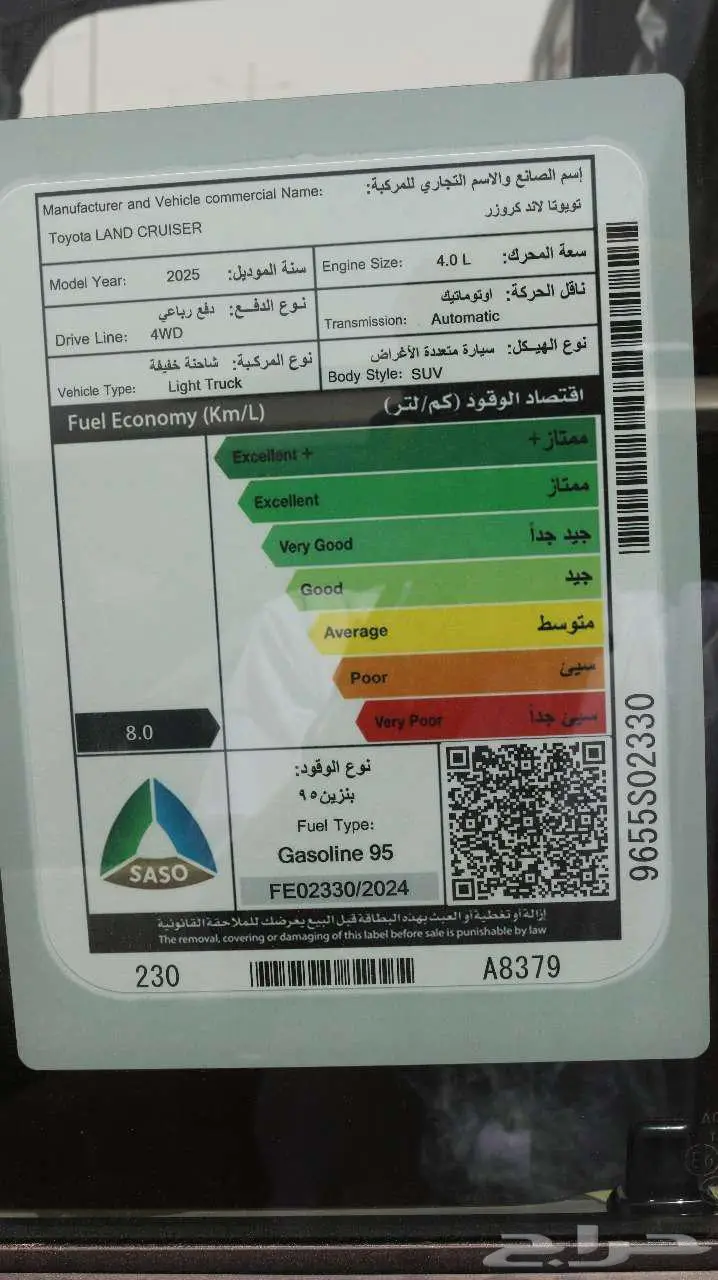 إسم الصانع والاسم التجاري للمركبة:
Manufacturer and Vehicle commercial Name:
تويوتا لاند كروزر
Toyota LAND CRUISER
Model Year: 2025 سنة الموديل:
Engine Size: 4.0 L سعة المحرك:
نوع الدفع: دفع رباعي
Drive Line: 4WD
ناقل الحركة: اوتوماتيك
Transmission: Automatic
نوع المركبة: شاحنة خفيفة
Vehicle Type: Light Truck
نوع الهيكل: سيارة متعددة الأغراض
Body Style: SUV
Fuel Economy (Km/L) اقتصاد الوقود (كم/لتر)
Excellent + ممتاز+
Excellent ممتاز
Very Good جيد جداً
Good جيد
Average متوسط
Poor سيئ
Very Poor سيئ جداً
8.0
SASO
نوع الوقود:
بنزين ٩٥
Fuel Type:
Gasoline 95
FE02330/2024
إزالة أو تغطية أو العبث بهذه البطاقة قبل البيع يعرضك للملاحقة القانونية
The removal, covering or damaging of this label before sale is punishable by law
230
A8379
9655S02330
حراج